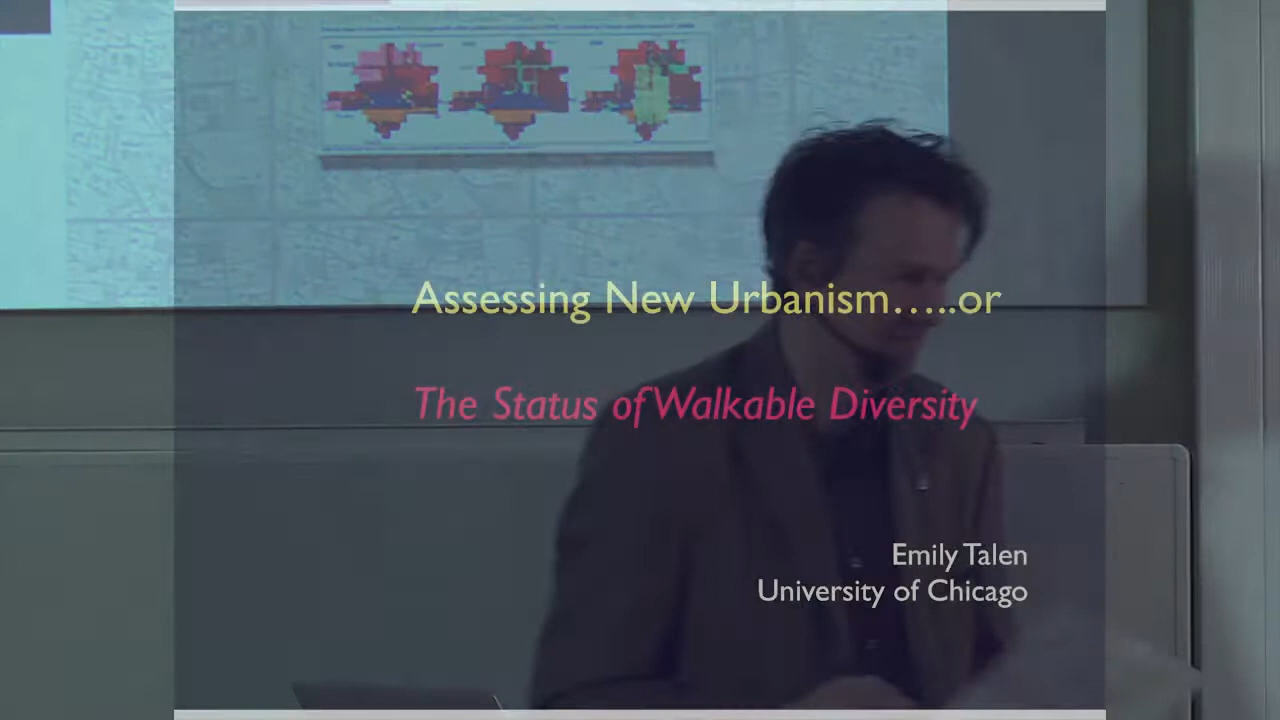 Assessing New Urbanism…..or
The Status of Walkable Diversity
Emily Talen
University of Chicago